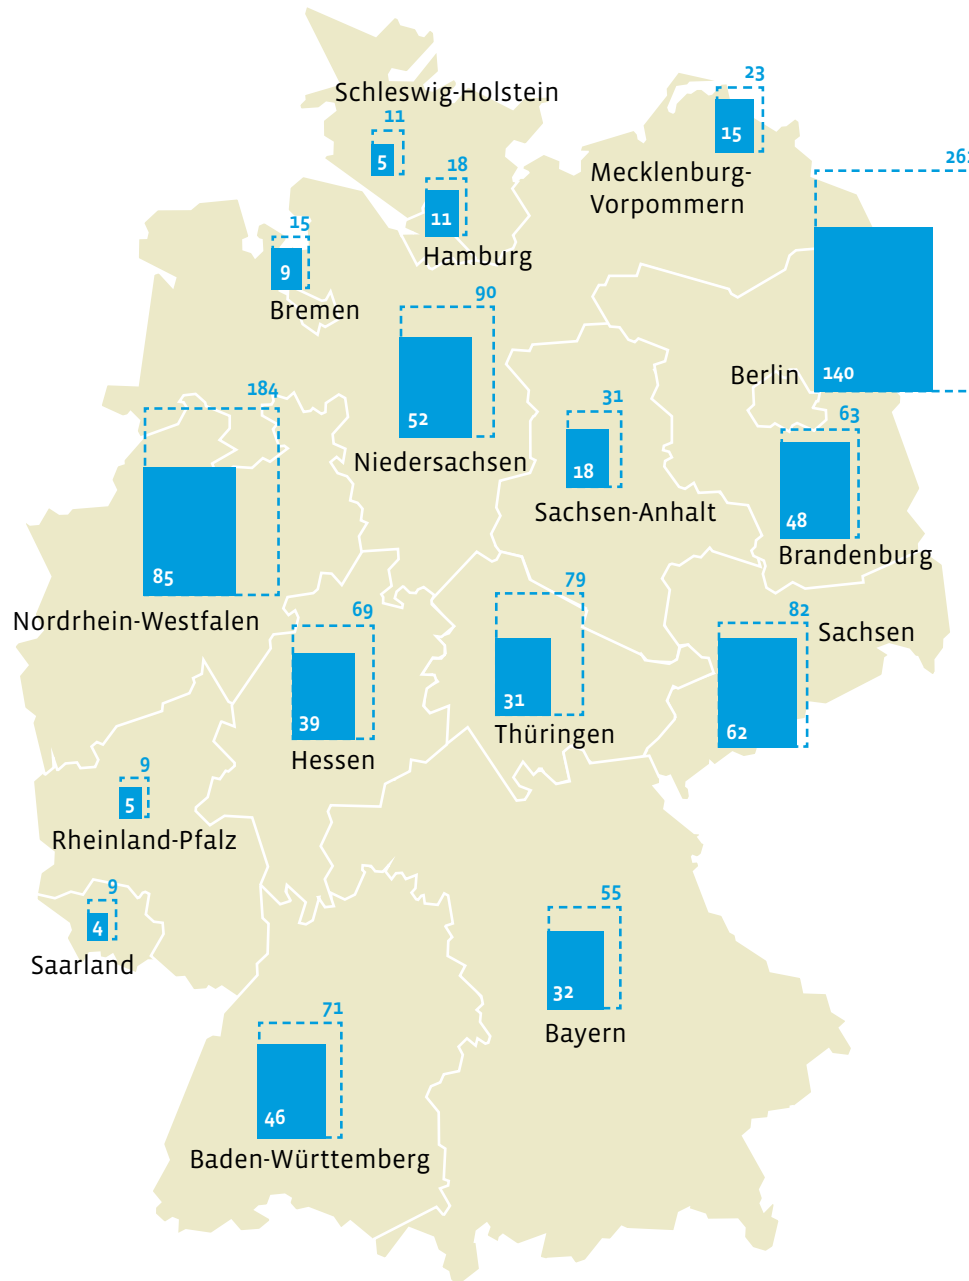 Schleswig-Holstein
11
5
23
15
Mecklenburg-
Vorpommern
18
11
Hamburg
15
9
Bremen
Berlin
140
90
52
Niedersachsen
184
85
Nordrhein-Westfalen
31
18
Sachsen-Anhalt
63
48
Brandenburg
79
31
Thüringen
82
Sachsen
62
69
39
Hessen
9
5
Rheinland-Pfalz
9
4
Saarland
55
32
Bayern
71
46
Baden-Württemberg